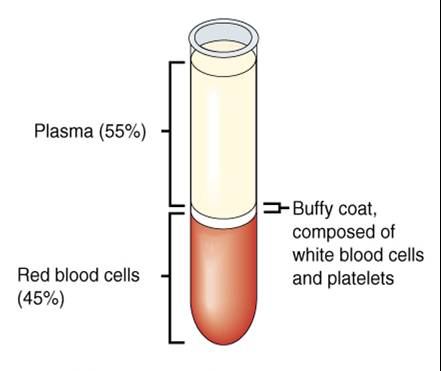 Plasma (55%)
Buffy coat,
composed of
white blood cells
and platelets
Red blood cells
(45%)